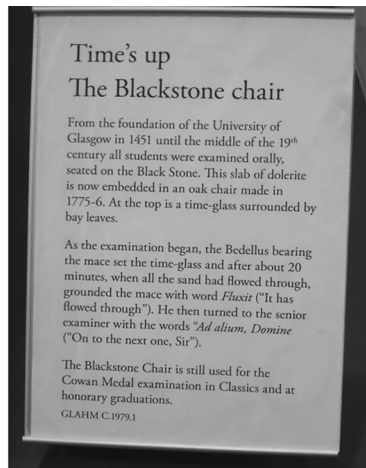 Time's up
The Blackstone chair
From the foundation of the University of
Glasgow in 1451 until the middle of the 19th
century all students were examined orally,
seated on the Black Stone. This slab of dolerite
is now embedded in an oak chair made in
1775-6. At the top is a time-glass surrounded by
bay leaves.
As the examination began, the Bedellus bearing
the mace set the time-glass and after about 20
minutes, when all the sand had flowed through,
grounded the mace with word Fluxit ("It has
flowed through"). He then turned to the senior
examiner with the words "Ad alium, Domine
("On to the next one, Sir").
The Blackstone Chair is still used for the
Cowan Medal examination in Classics and at
honorary graduations.
GLAHM C.1979.1